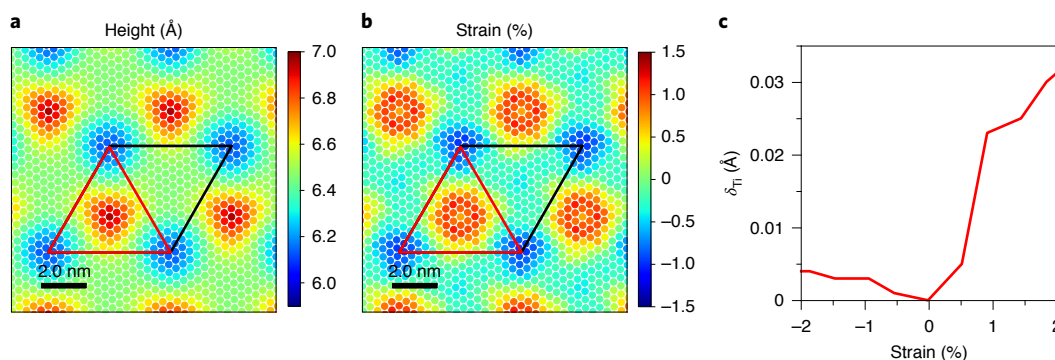 a
Height (Å)
7.0
6.8
6.6
6.4
6.2
6.0
2.0 nm
b
Strain (%)
1.5
1.0
0.5
0
−0.5
−1.0
−1.5
2.0 nm
c
0.03
0.02
0.01
0
δTi (Å)
−2 −1 0 1 2
Strain (%)